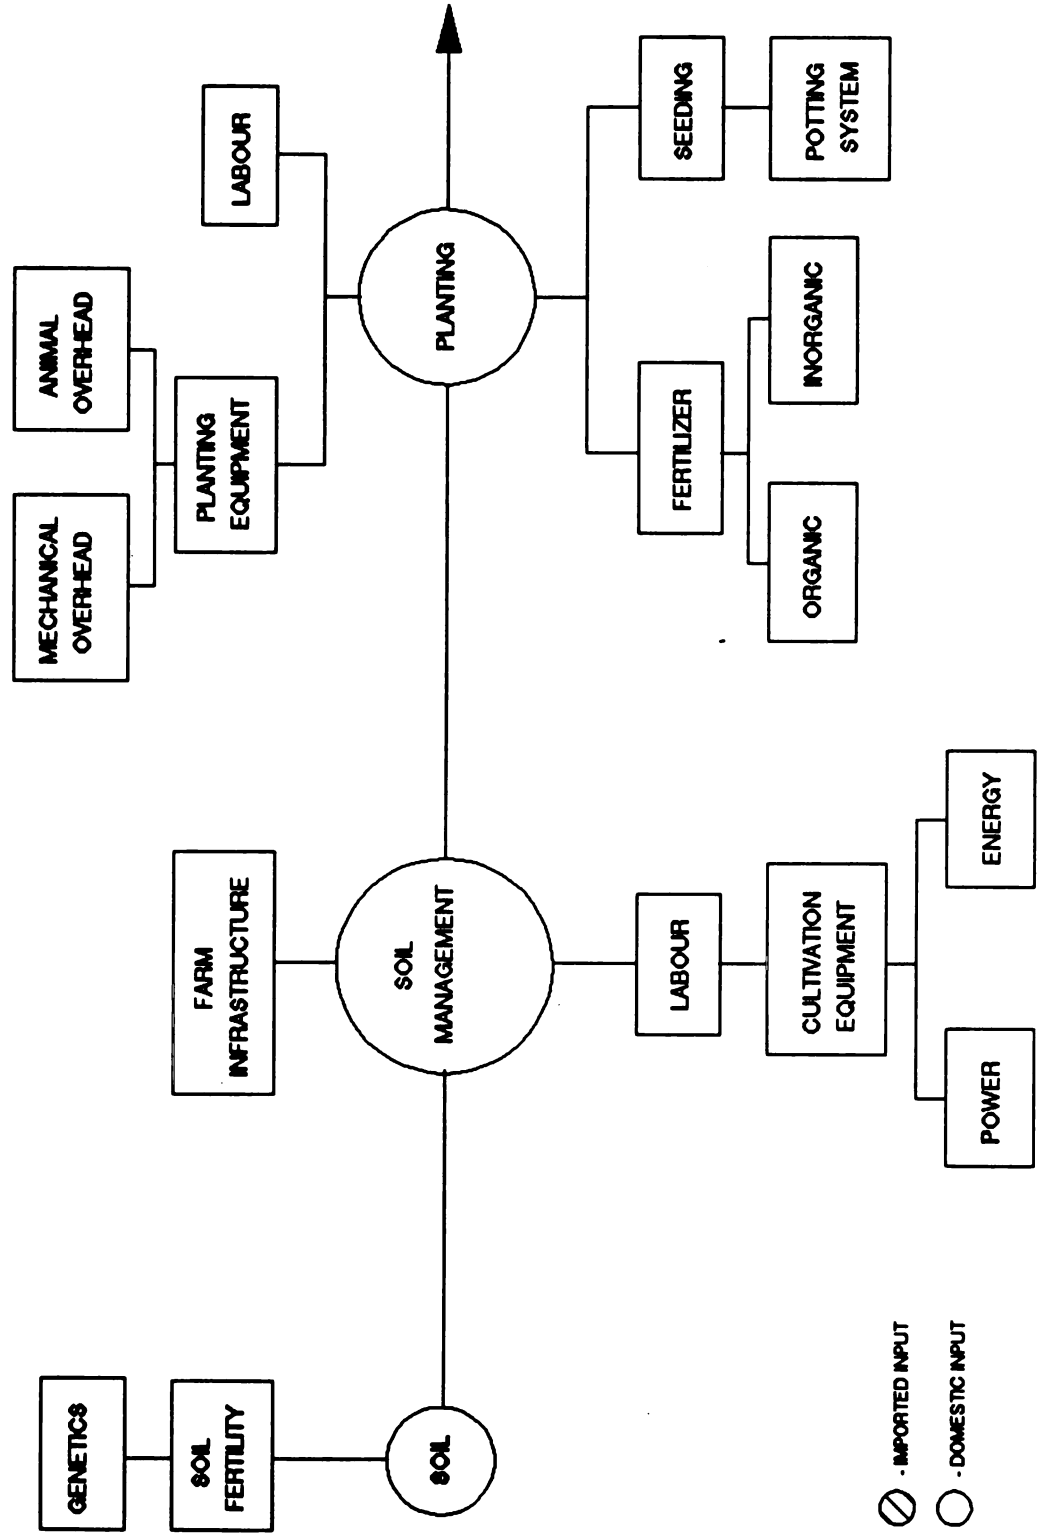 GENETICS
SOIL
FERTILITY
SOIL
FARM
INFRASTRUCTURE
SOIL
MANAGEMENT
LABOUR
CULTIVATION
EQUIPMENT
POWER
ENERGY
MECHANICAL
OVERHEAD
ANIMAL
OVERHEAD
PLANTING
EQUIPMENT
LABOUR
PLANTING
FERTILIZER
SEEDING
ORGANIC
INORGANIC
POTTING
SYSTEM
- IMPORTED INPUT
- DOMESTIC INPUT